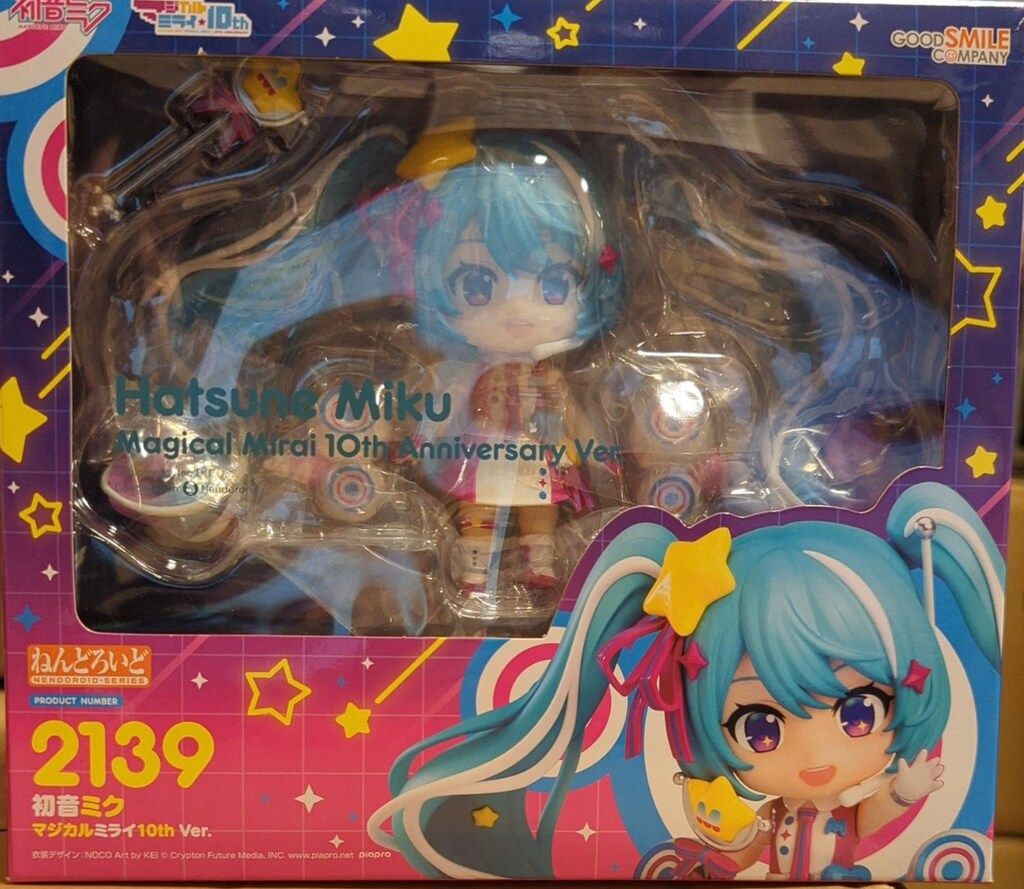 初音ミク
マジカルミライ★10th
GOOD SMILE
COMPANY
Hatsune Miku
Magical Mirai 10th Anniversary Ver.
Nendoroid
ねんどろいど
NENDOROID-SERIES
PRODUCT NUMBER
2139
初音ミク
マジカルミライ10th Ver.
衣装デザイン:NOCO Art by KEI © Crypton Future Media, INC. www.piapro.net piapro